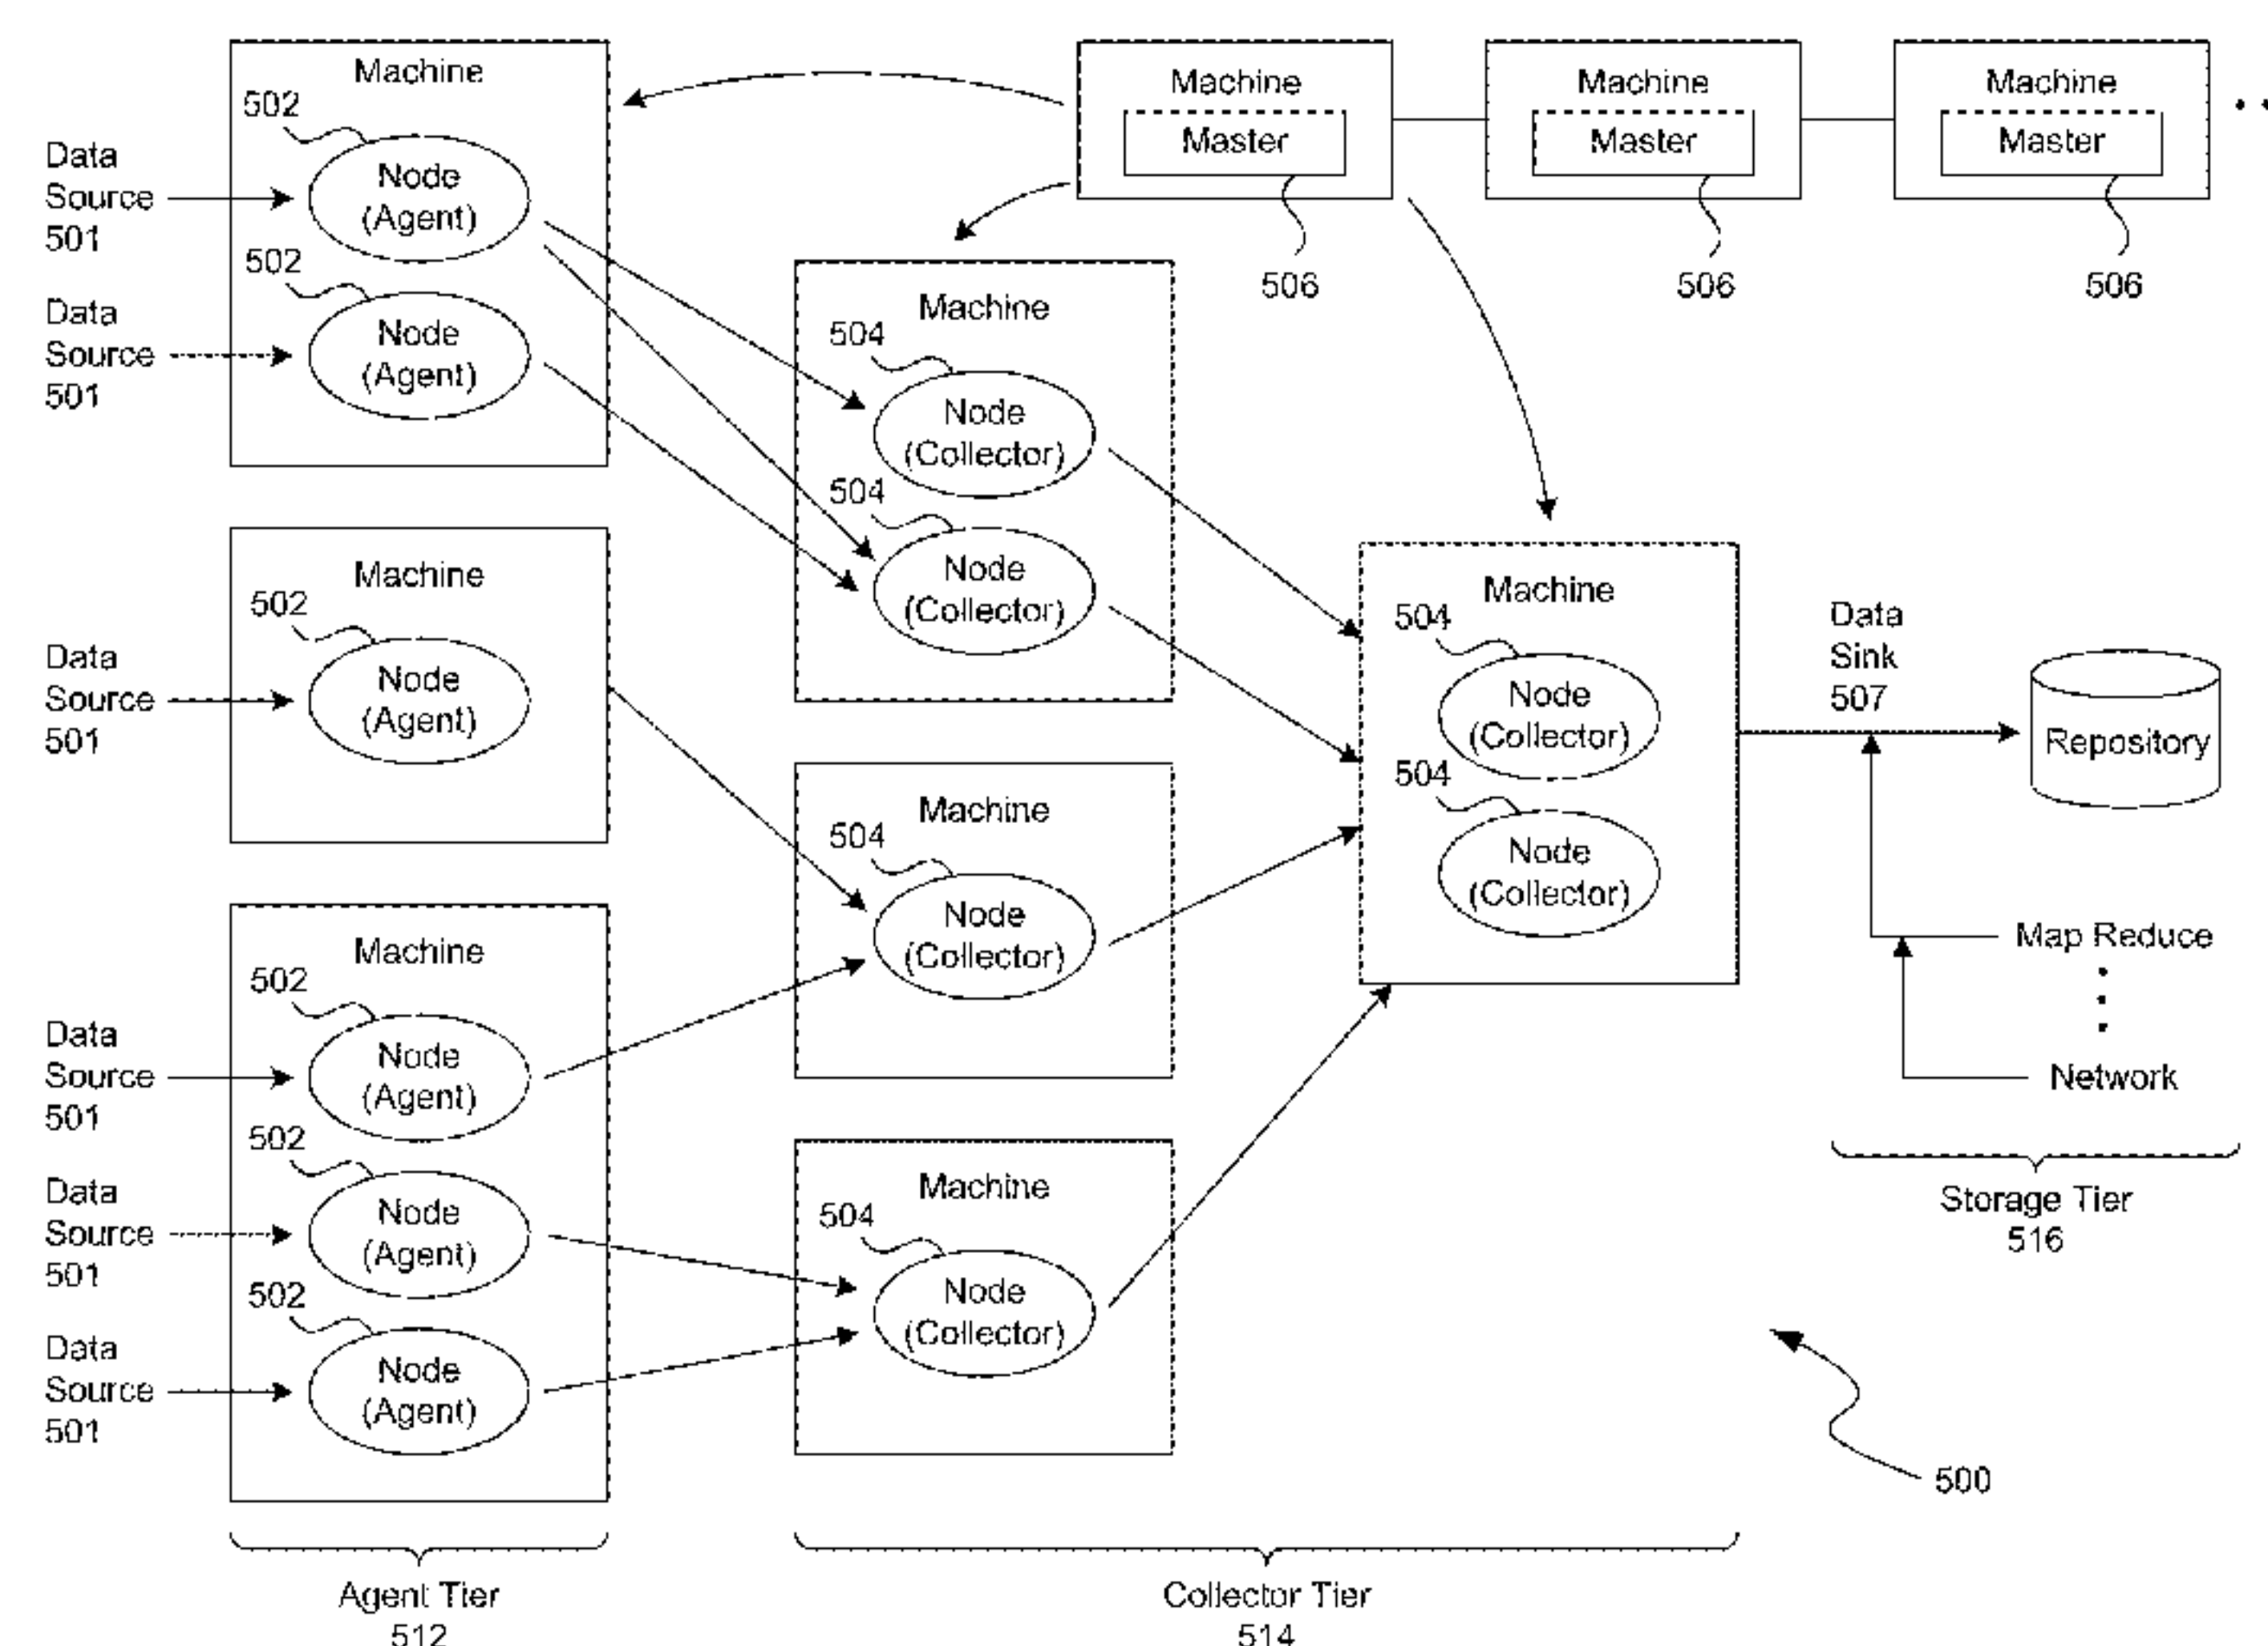 Machine
502
Node
(Agent)
Data
Source
501
502
Node
(Agent)
Data
Source
501
Machine
502
Node
(Agent)
Data
Source
501
Machine
502
Node
(Agent)
Data
Source
501
502
Node
(Agent)
Data
Source
501
502
Node
(Agent)
Data
Source
501
Agent Tier
512
Machine
504
Node
(Collector)
504
Node
(Collector)
Machine
504
Node
(Collector)
Machine
504
Node
(Collector)
Machine
504
Node
(Collector)
504
Node
(Collector)
Collector Tier
514
Machine
Master
506
Machine
Master
506
Machine
Master
506
Data
Sink
507
Repository
Map Reduce
Network
Storage Tier
516
500